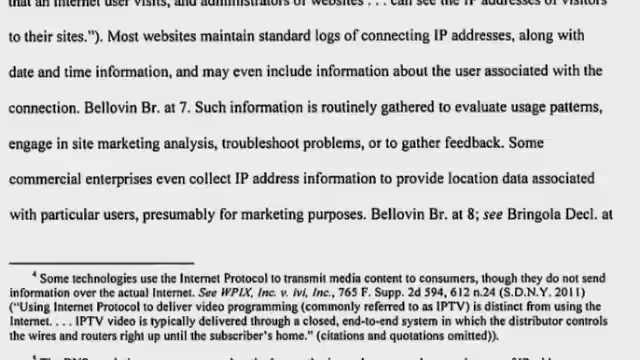 that an Internet user visits, and administrators of websites . . . can see the IP addresses of visitors
to their sites."). Most websites maintain standard logs of connecting IP addresses, along with
date and time information, and may even include information about the user associated with the
connection. Bellovin Br. at 7. Such information is routinely gathered to evaluate usage patterns,
engage in site marketing analysis, troubleshoot problems, or to gather feedback. Some
commercial enterprises even collect IP address information to provide location data associated
with particular users, presumably for marketing purposes. Bellovin Br. at 8; see Bringola Decl. at
4 Some technologies use the Internet Protocol to transmit media content to consumers, though they do not send
information over the actual Internet. See WPIX, Inc. v. ivi, Inc., 765 F. Supp. 2d 594, 612 n.24 (S.D.N.Y. 2011)
("Using Internet Protocol to deliver video programming (commonly referred to as IPTV) is distinct from using the
Internet. . . . IPTV video is typically delivered through a closed, end-to-end system in which the distributor controls
the wires and routers right up until the subscriber's home." (citations and quotations omitted)).